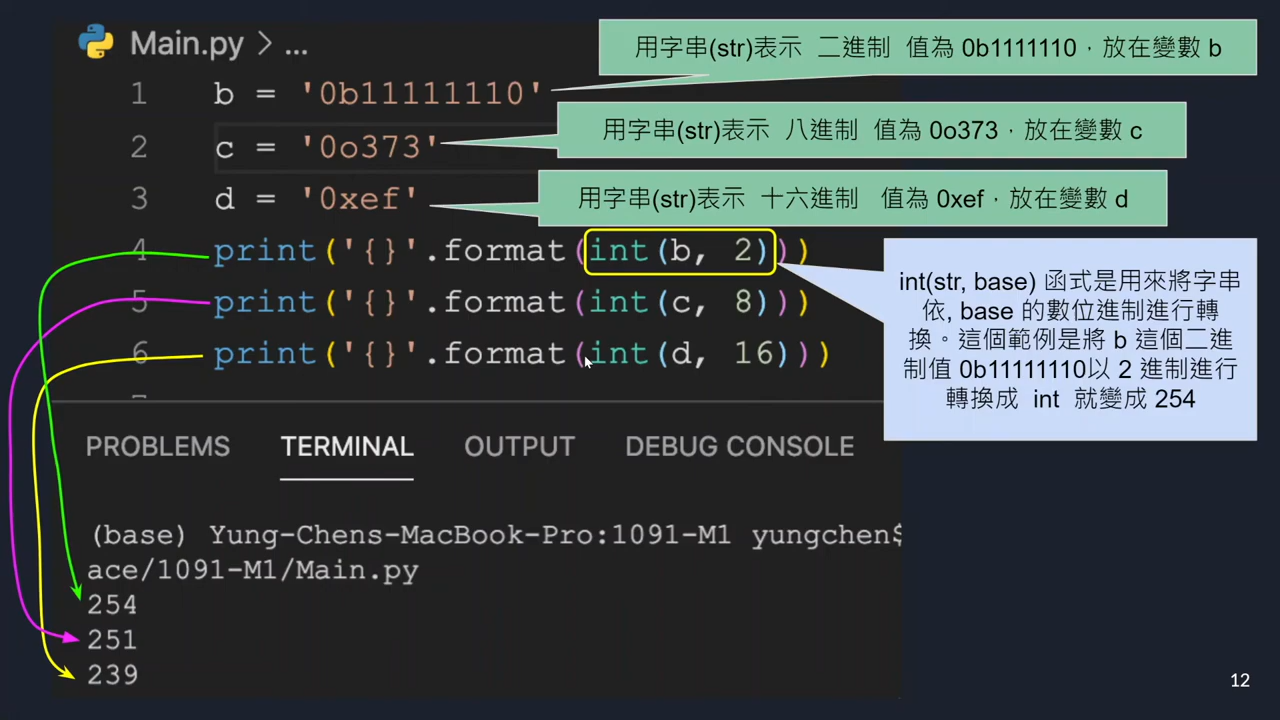 Main.py > ...
用字串(str)表示 二進制 值為 0b1111110，放在變數 b
1 b = '0b11111110'
用字串(str)表示 八進制 值為 0o373，放在變數 c
2 c = '0o373'
用字串(str)表示 十六進制 值為 0xef，放在變數 d
3 d = '0xef'
4 print('{}'.format(int(b, 2)))
5 print('{}'.format(int(c, 8)))
6 print('{}'.format(int(d, 16)))
int(str, base) 函式是用來將字串
依, base 的數位進制進行轉
換。這個範例是將 b 這個二進
制值 0b11111110以 2 進制進行
轉換成 int 就變成 254
PROBLEMS TERMINAL OUTPUT DEBUG CONSOLE
(base) Yung-Chens-MacBook-Pro:1091-M1 yungchen$
ace/1091-M1/Main.py
254
251
239
12